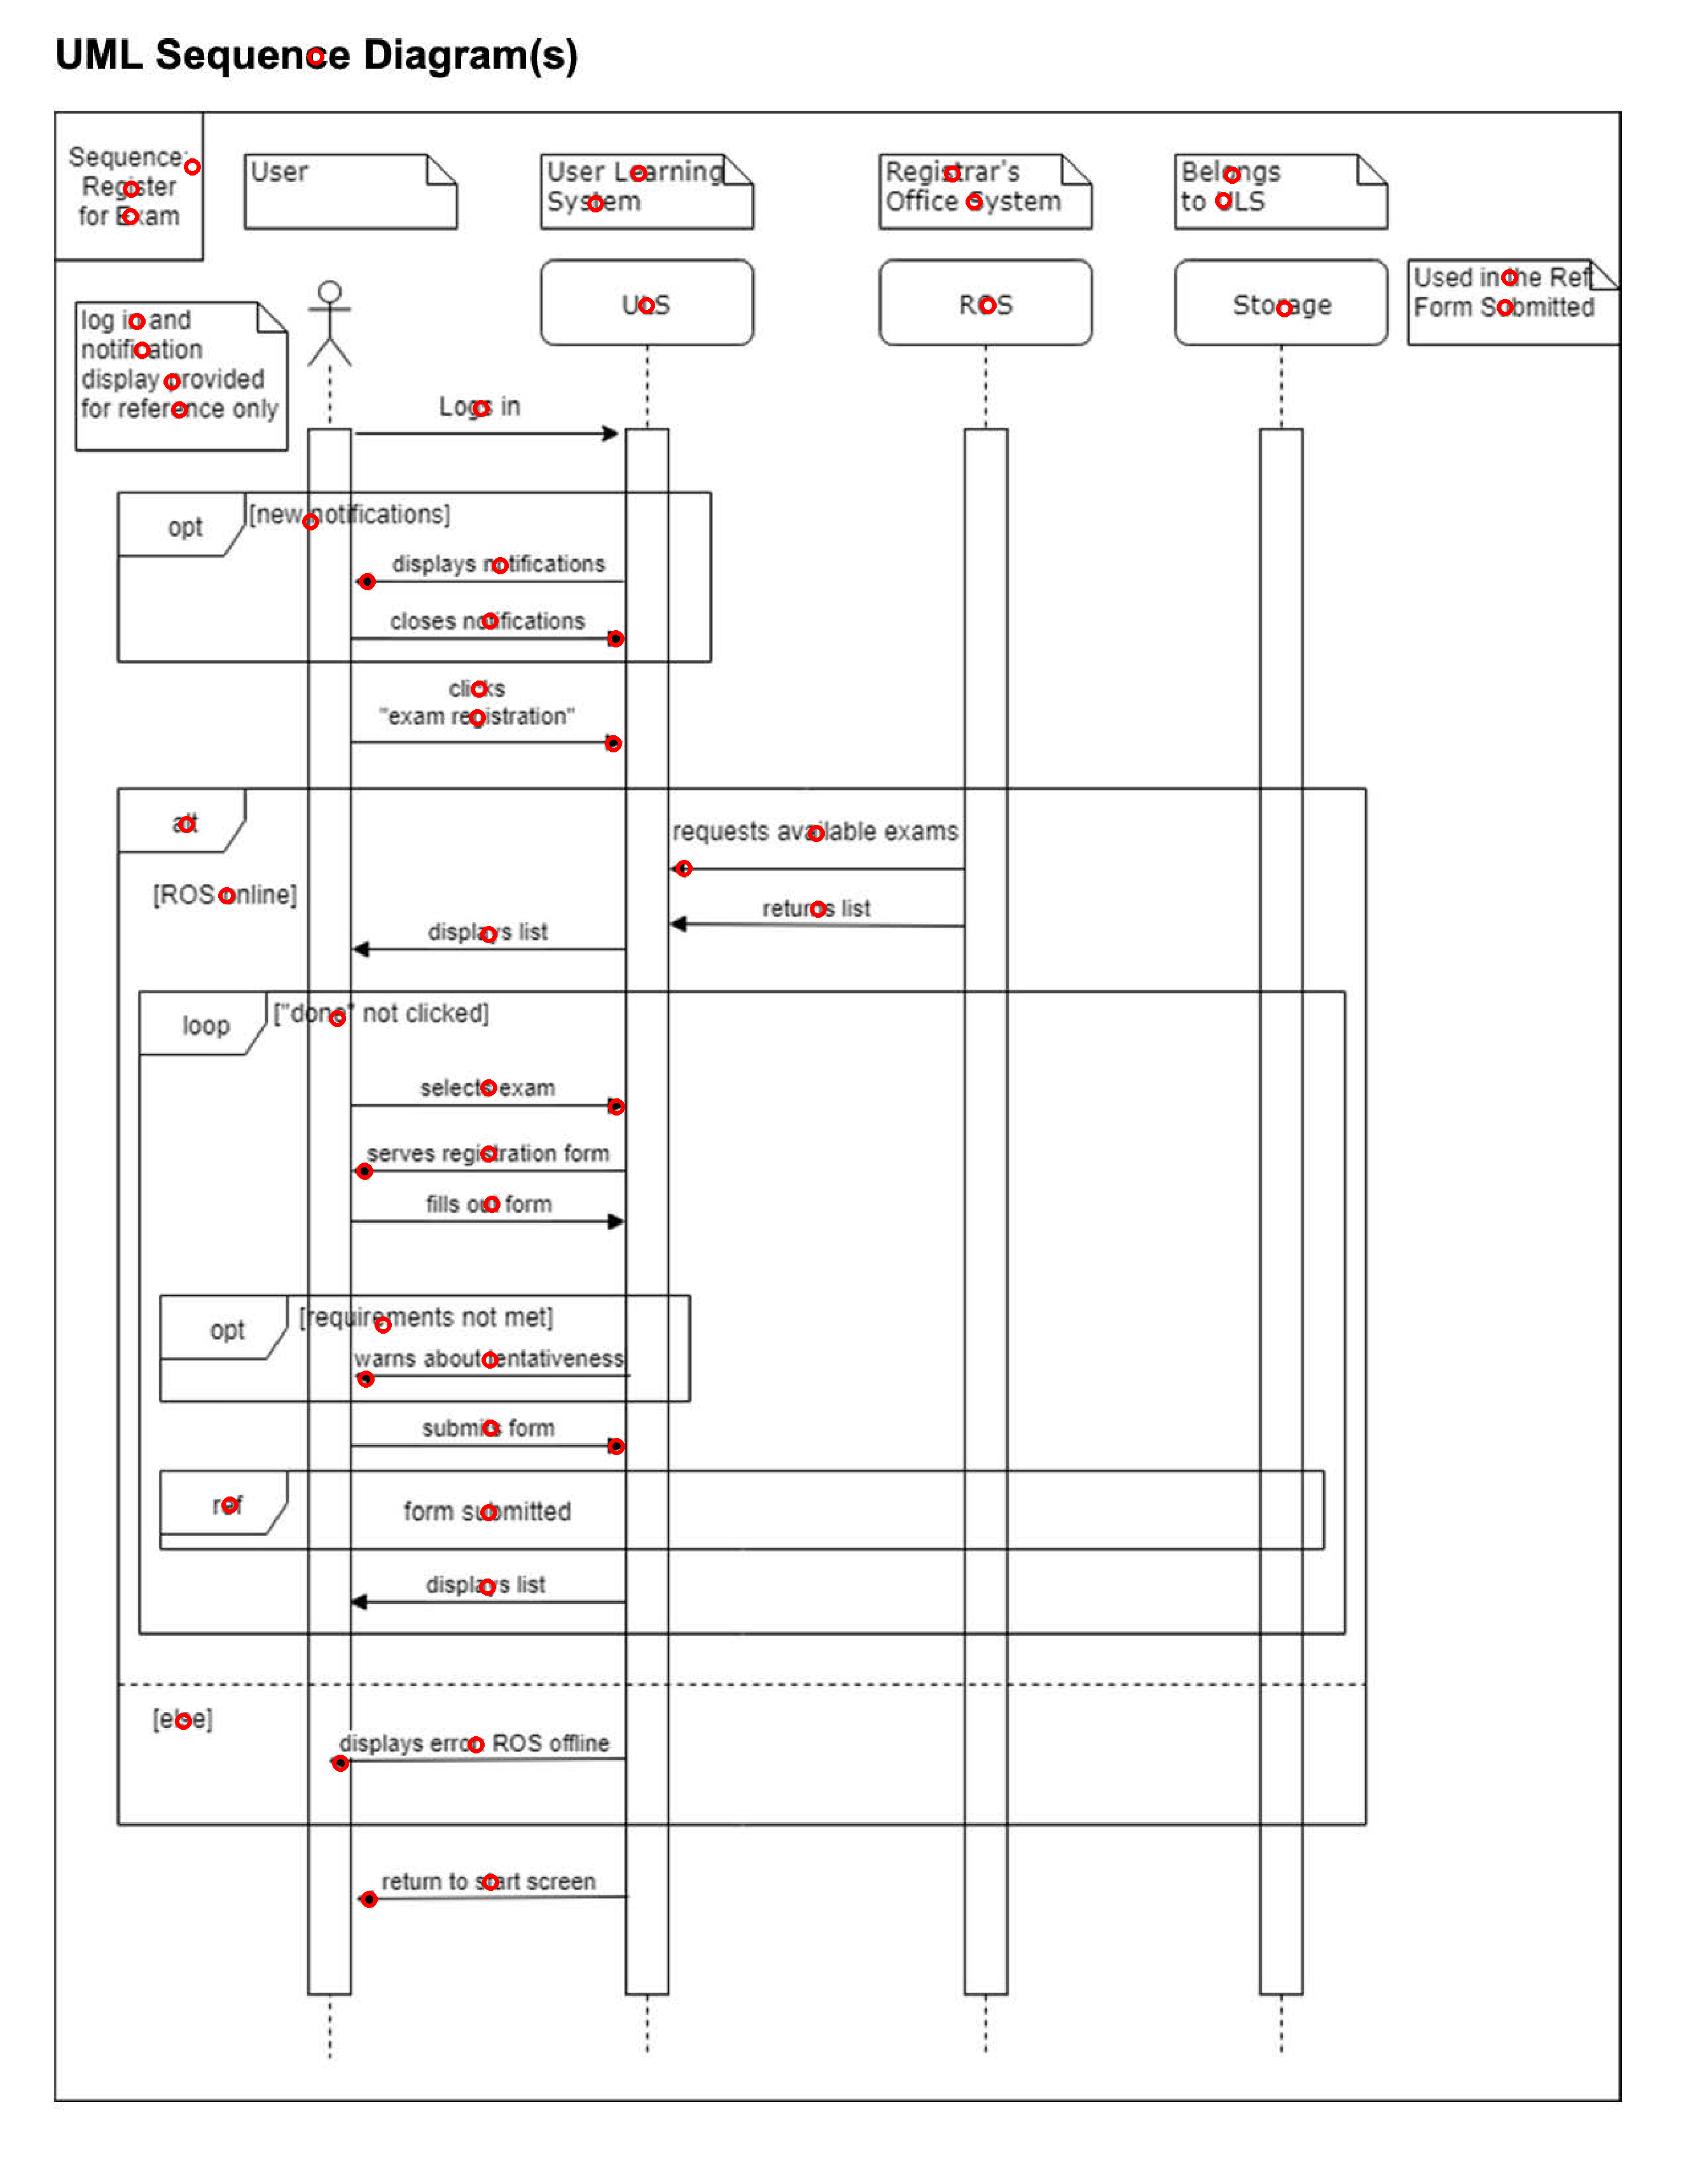 UML Sequence Diagram(s)
Sequence:
Register
for Exam
User
User Learning
System
Registrar's
Office System
Belongs
to ULS
Used in the Ref
Form Submitted
ULS
ROS
Storage
log in and
notification
display provided
for reference only
Logs in
opt
[new notifications]
displays notifications
closes notifications
clicks
"exam registration"
alt
requests available exams
[ROS online]
returns list
displays list
loop
["done" not clicked]
selects exam
serves registration form
fills out form
opt
[requirements not met]
warns about tentativeness
submits form
ref
form submitted
displays list
[else]
displays error: ROS offline
return to start screen